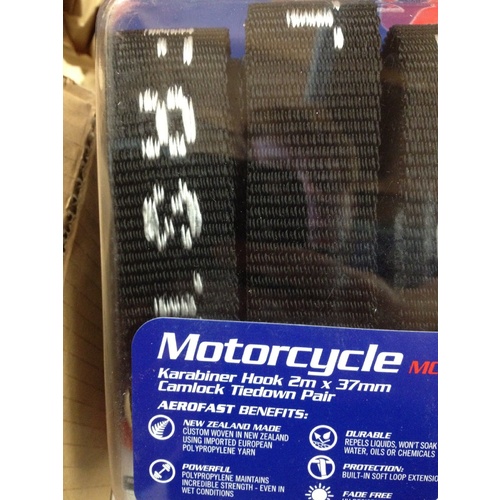 Motorcycle
Karabiner Hook 2m x 37mm
Camlock Tiedown Pair
AEROFAST BENEFITS:
NEW ZEALAND MADE
CUSTOM WOVEN IN NEW ZEALAND
USING IMPORTED EUROPEAN
POLYPROPYLENE YARN
POWERFUL
POLYPROPYLENE MAINTAINS
INCREDIBLE STRENGTH - EVEN IN
WET CONDITIONS
DURABLE
REPELS LIQUIDS, WON'T SOAK
WATER, OILS OR CHEMICALS
PROTECTION:
BUILT-IN SOFT LOOP EXTENSIO
FADE FREE